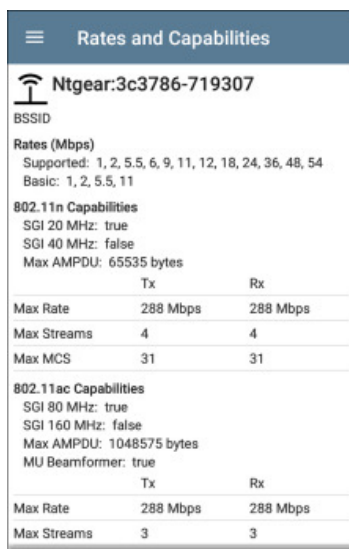 Rates and Capabilities
Ntgear:3c3786-719307
BSSID
Rates (Mbps)
Supported: 1, 2, 5.5, 6, 9, 11, 12, 18, 24, 36, 48, 54
Basic: 1, 2, 5.5, 11
802.11n Capabilities
SGI 20 MHz: true
SGI 40 MHz: false
Max AMPDU: 65535 bytes
Tx Rx
Max Rate 288 Mbps 288 Mbps
Max Streams 4 4
Max MCS 31 31
802.11ac Capabilities
SGI 80 MHz: true
SGI 160 MHz: false
Max AMPDU: 1048575 bytes
MU Beamformer: true
Tx Rx
Max Rate 288 Mbps 288 Mbps
Max Streams 3 3